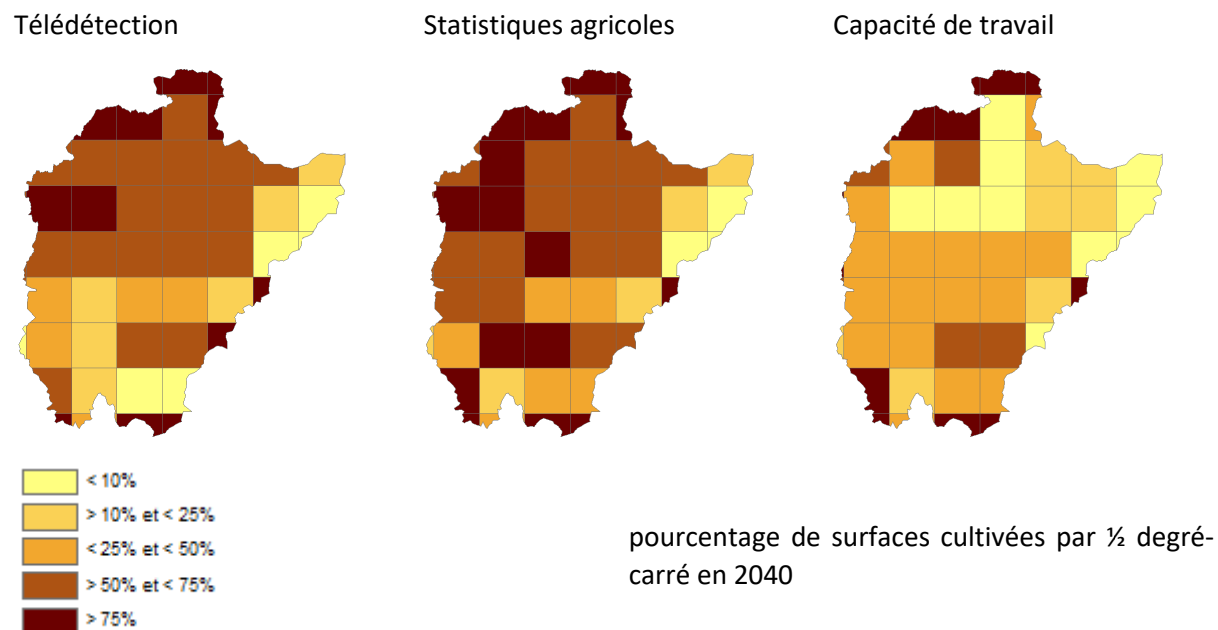 Télédétection
Statistiques agricoles
Capacité de travail
< 10%
> 10% et < 25%
< 25% et < 50%
> 50% et < 75%
> 75%
pourcentage de surfaces cultivées par ½ degré-
carré en 2040